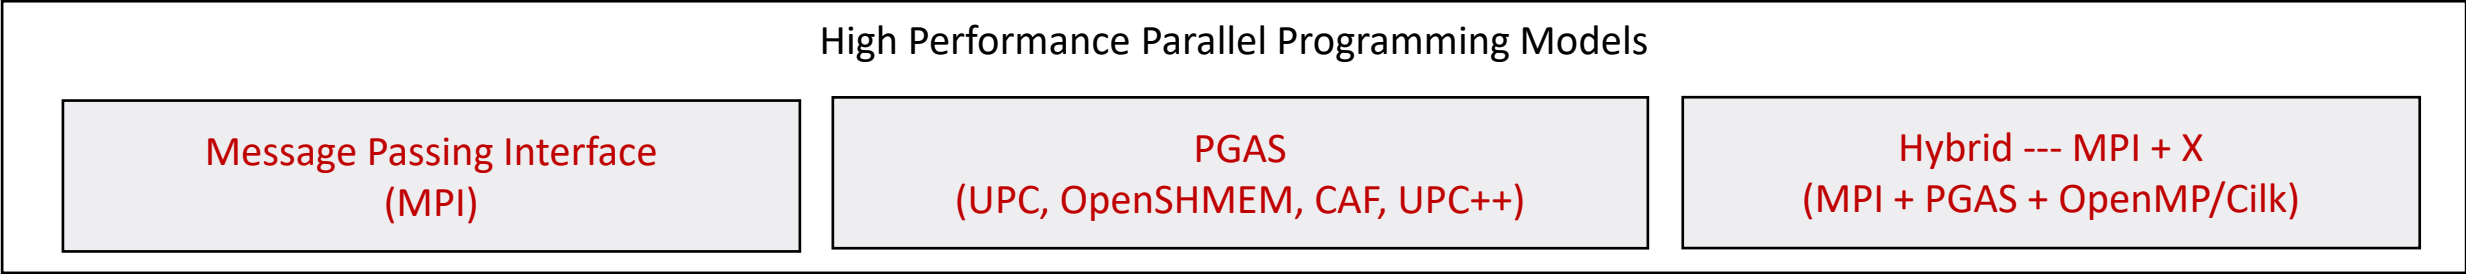 High Performance Parallel Programming Models
Message Passing Interface
(MPI)
PGAS
(UPC, OpenSHMEM, CAF, UPC++)
Hybrid --- MPI + X
(MPI + PGAS + OpenMP/Cilk)